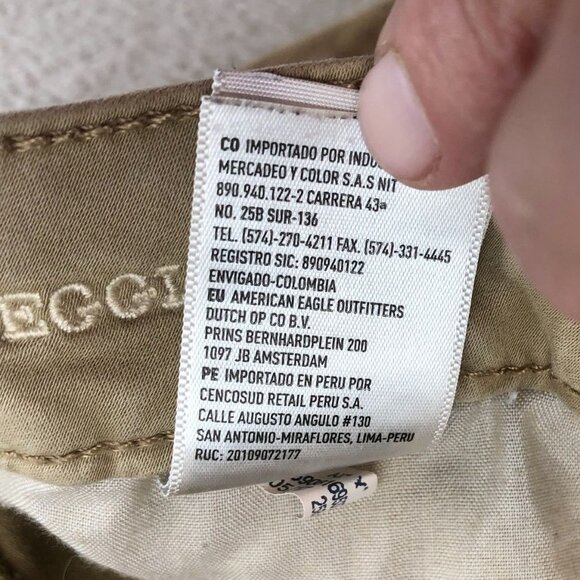 CO IMPORTADO POR
MERCADEO Y COLOR S.A.S NIT
890.940.122-2 CARRERA 43ª
NO. 25B SUR-136
TEL. (574)-270-4211 FAX. (574)-331-4445
REGISTRO SIC: 890940122
ENVIGADO-COLOMBIA
EU AMERICAN EAGLE OUTFITTERS
DUTCH OP CO B.V.
PRINS BERNHARDPLEIN 200
1097 JB AMSTERDAM
PE IMPORTADO EN PERU POR
CENCOSUD RETAIL PERU S.A.
CALLE AUGUSTO ANGULO #130
SAN ANTONIO-MIRAFLORES, LIMA-PERU
RUC: 20109072177